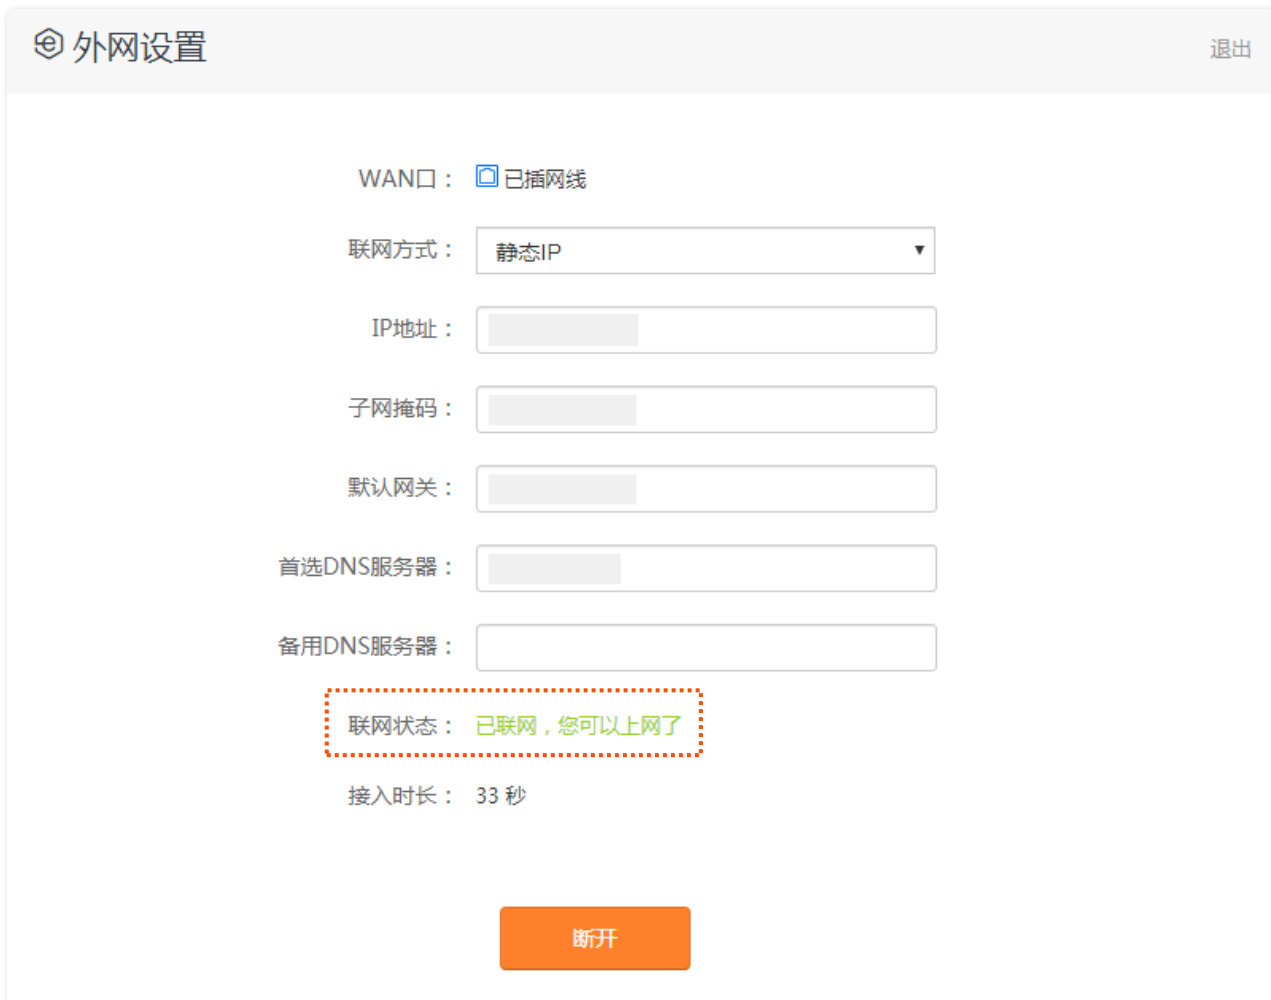 外网设置
退出
WAN口： 已插网线
联网方式： 静态IP
IP地址：
子网掩码：
默认网关：
首选DNS服务器：
备用DNS服务器：
联网状态： 已联网，您可以上网了
接入时长： 33 秒
断开